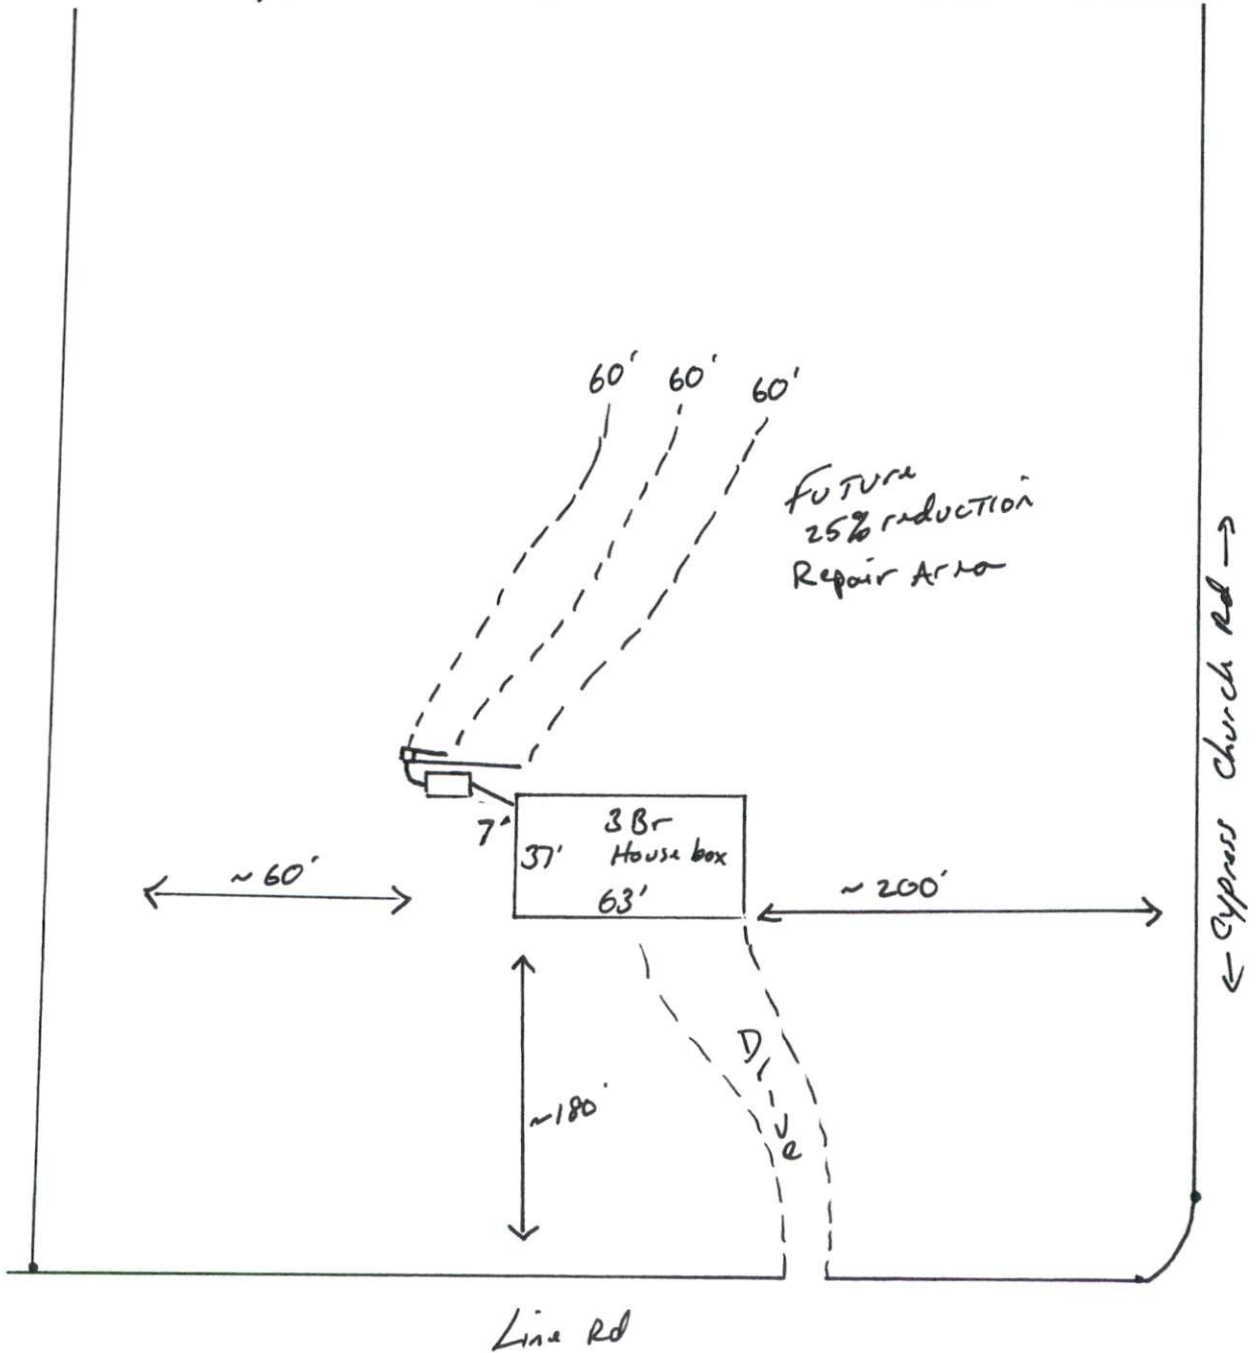 60' 60' 60'
Future
25% reduction
Repair Area
← Cypress Church Rd →
7'
3 Br
House box
37'
63'
~ 60'
~ 200'
~180'
Drive
Line Rd